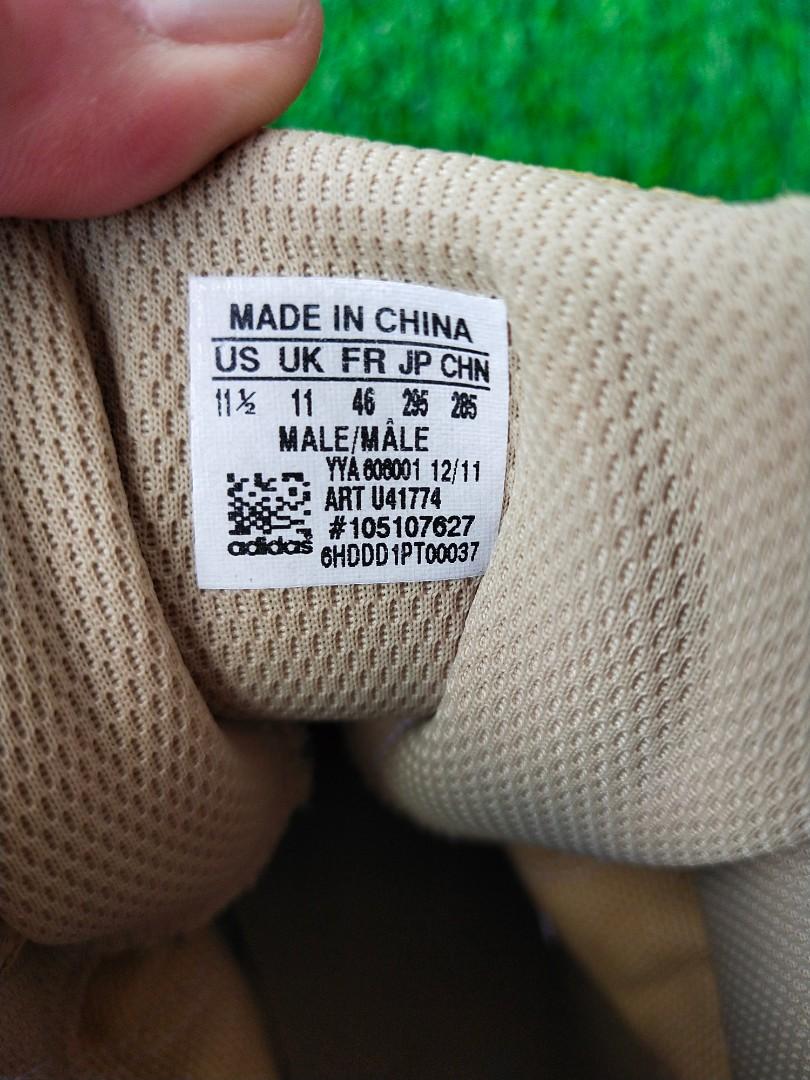 MADE IN CHINA
US UK FR JP CHN
11½ 11 46 295 285
MALE/MÂLE
YYA 606001 12/11
ART U41774
#105107627
adidas 6HDDD1PT00037